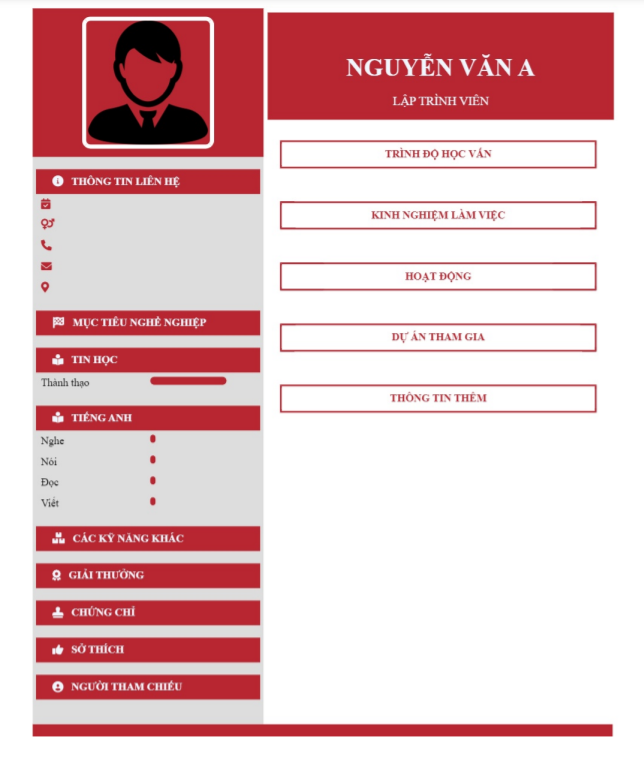 NGUYỄN VĂN A
LẬP TRÌNH VIÊN
THÔNG TIN LIÊN HỆ
MỤC TIÊU NGHỀ NGHIỆP
TIN HỌC
Thành thạo
TIẾNG ANH
Nghe
Nói
Đọc
Viết
CÁC KỸ NĂNG KHÁC
GIẢI THƯỞNG
CHỨNG CHỈ
SỞ THÍCH
NGƯỜI THAM CHIẾU
TRÌNH ĐỘ HỌC VẤN
KINH NGHIỆM LÀM VIỆC
HOẠT ĐỘNG
DỰ ÁN THAM GIA
THÔNG TIN THÊM